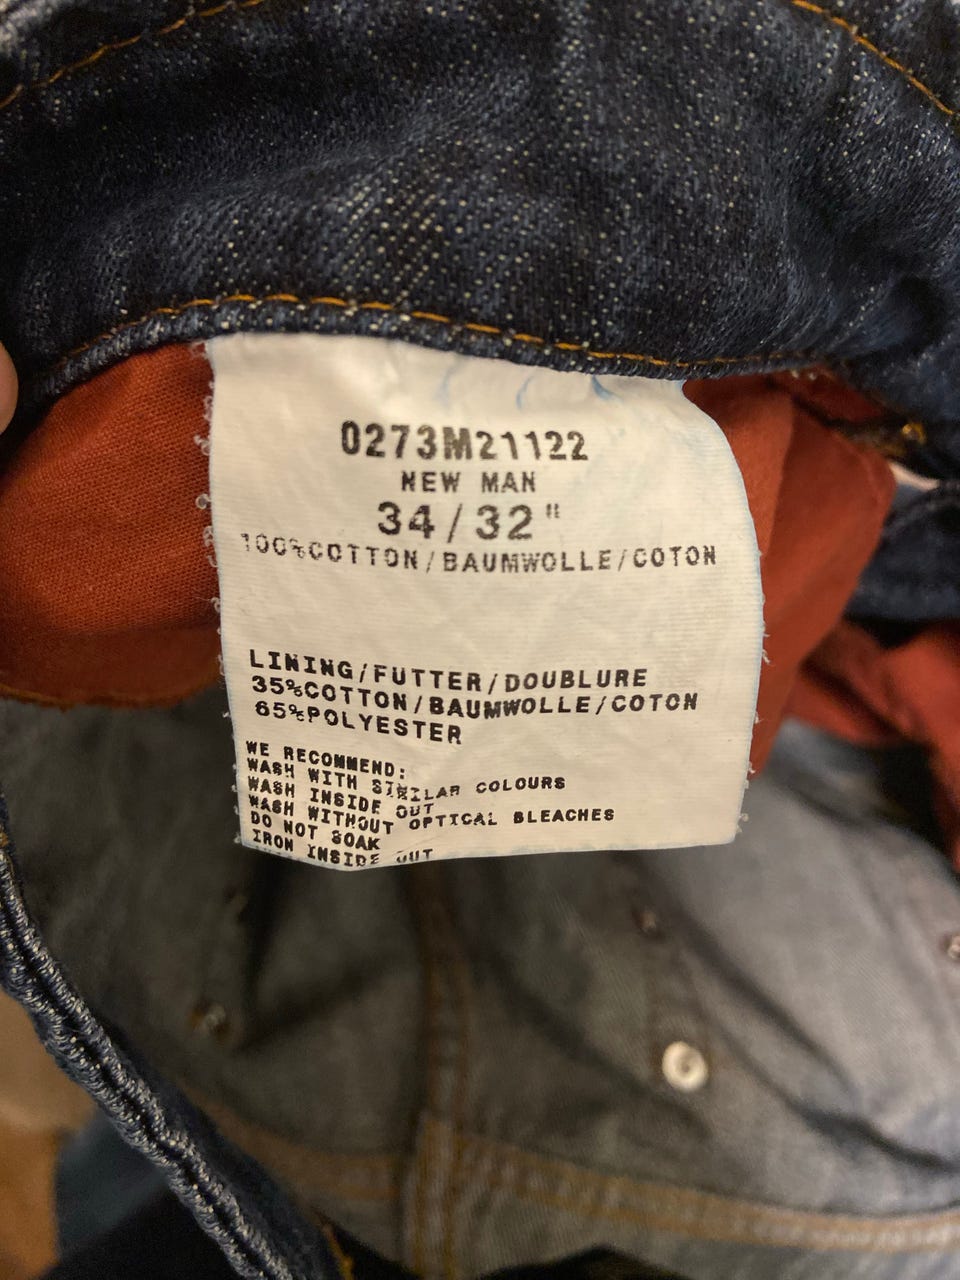 0273M21122
NEW MAN
34/32"
100%COTTON/BAUMWOLLE/COTON
LINING/FUTTER/DOUBLURE
35%COTTON/BAUMWOLLE/COTON
65%POLYESTER
WE RECOMMEND:
WASH WITH SIMILAR COLOURS
WASH INSIDE OUT
WASH WITHOUT OPTICAL BLEACHES
DO NOT SOAK
IRON INSIDE OUT